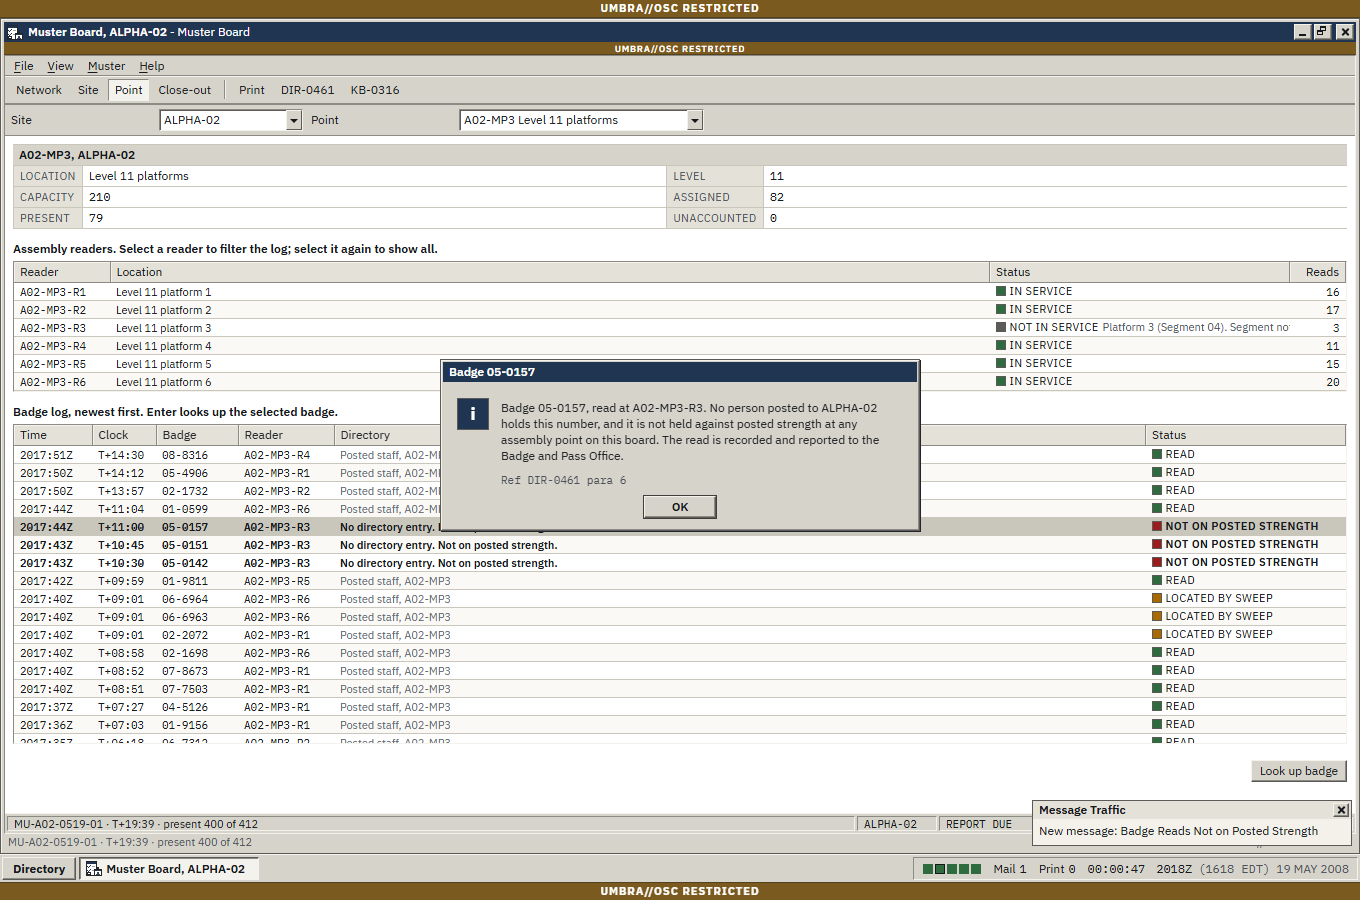 UMBRA//OSC RESTRICTED
Muster Board, ALPHA-02 - Muster Board
UMBRA//OSC RESTRICTED
File View Muster Help
Network Site Point Close-out Print DIR-0461 KB-0316
Site ALPHA-02 Point A02-MP3 Level 11 platforms
A02-MP3, ALPHA-02
LOCATION Level 11 platforms LEVEL 11
CAPACITY 210 ASSIGNED 82
PRESENT 79 UNACCOUNTED 0
Assembly readers. Select a reader to filter the log; select it again to show all.
Reader Location Status Reads
A02-MP3-R1 Level 11 platform 1 IN SERVICE 16
A02-MP3-R2 Level 11 platform 2 IN SERVICE 17
A02-MP3-R3 Level 11 platform 3 NOT IN SERVICE Platform 3 (Segment 04). Segment no 3
A02-MP3-R4 Level 11 platform 4 IN SERVICE 11
A02-MP3-R5 Level 11 platform 5 IN SERVICE 15
A02-MP3-R6 Level 11 platform 6 IN SERVICE 20
Badge log, newest first. Enter looks up the selected badge.
Time Clock Badge Reader Directory Status
2017:51Z T+14:30 08-8316 A02-MP3-R4 Posted staff, A02-M READ
2017:50Z T+14:12 05-4906 A02-MP3-R1 Posted staff, A02-M READ
2017:50Z T+13:57 02-1732 A02-MP3-R2 Posted staff, A02-M READ
2017:44Z T+11:04 01-0599 A02-MP3-R6 Posted staff, A02-M READ
2017:44Z T+11:00 05-0157 A02-MP3-R3 No directory entry. NOT ON POSTED STRENGTH
2017:43Z T+10:45 05-0151 A02-MP3-R3 No directory entry. Not on posted strength. NOT ON POSTED STRENGTH
2017:43Z T+10:30 05-0142 A02-MP3-R3 No directory entry. Not on posted strength. NOT ON POSTED STRENGTH
2017:42Z T+09:59 01-9811 A02-MP3-R5 Posted staff, A02-MP3 READ
2017:40Z T+09:01 06-6964 A02-MP3-R6 Posted staff, A02-MP3 LOCATED BY SWEEP
2017:40Z T+09:01 06-6963 A02-MP3-R6 Posted staff, A02-MP3 LOCATED BY SWEEP
2017:40Z T+09:01 02-2072 A02-MP3-R1 Posted staff, A02-MP3 LOCATED BY SWEEP
2017:40Z T+08:58 02-1698 A02-MP3-R6 Posted staff, A02-MP3 READ
2017:40Z T+08:52 07-8673 A02-MP3-R1 Posted staff, A02-MP3 READ
2017:40Z T+08:51 07-7503 A02-MP3-R1 Posted staff, A02-MP3 READ
2017:37Z T+07:27 04-5126 A02-MP3-R1 Posted staff, A02-MP3 READ
2017:36Z T+07:03 01-9156 A02-MP3-R1 Posted staff, A02-MP3 READ
2017:35Z T+06:18 06-7312 A02-MP3-R2 Posted staff, A02-MP3 READ
Badge 05-0157
Badge 05-0157, read at A02-MP3-R3. No person posted to ALPHA-02
holds this number, and it is not held against posted strength at any
assembly point on this board. The read is recorded and reported to the
Badge and Pass Office.
Ref DIR-0461 para 6
OK
Look up badge
Message Traffic
New message: Badge Reads Not on Posted Strength
MU-A02-0519-01 · T+19:39 · present 400 of 412 ALPHA-02 REPORT DUE
MU-A02-0519-01 · T+19:39 · present 400 of 412
Directory Muster Board, ALPHA-02 Mail 1 Print 0 00:00:47 2018Z (1618 EDT) 19 MAY 2008
UMBRA//OSC RESTRICTED